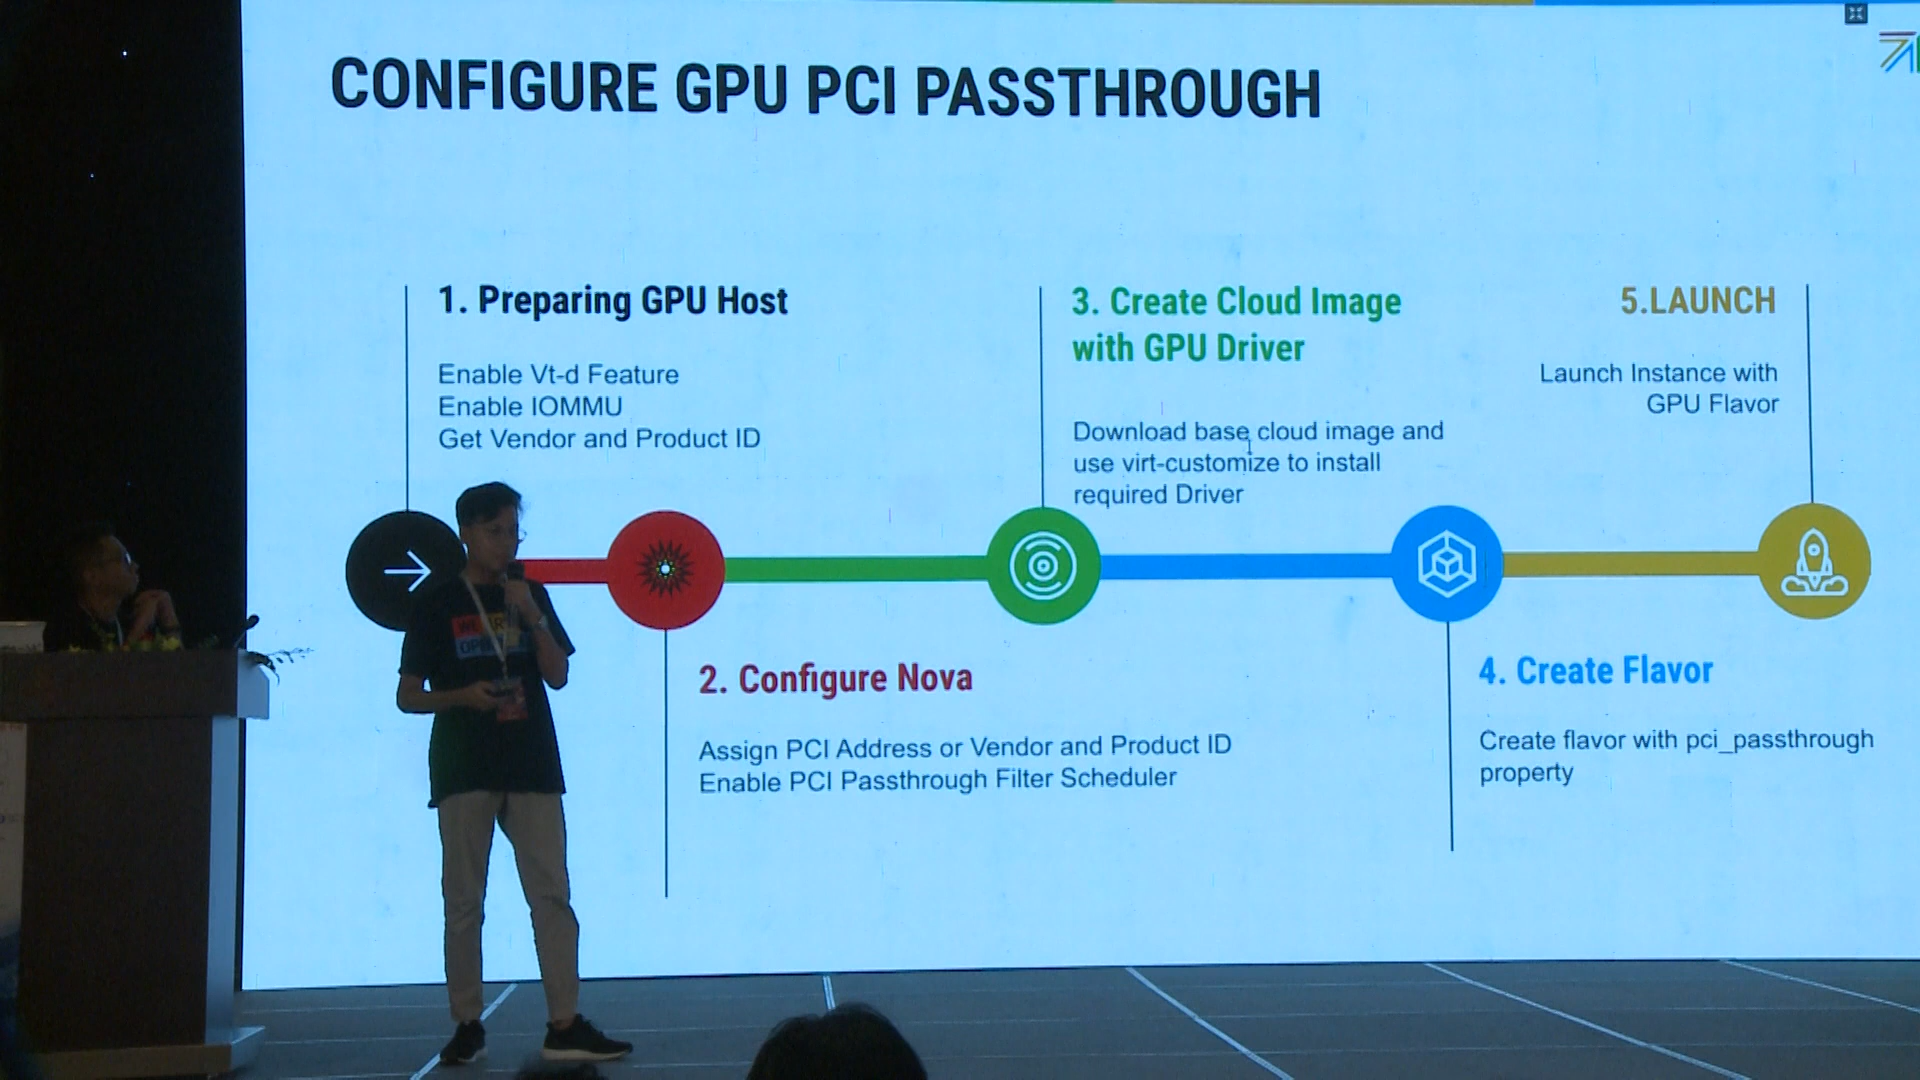 CONFIGURE GPU PCI PASSTHROUGH
1. Preparing GPU Host
Enable Vt-d Feature
Enable IOMMU
Get Vendor and Product ID
2. Configure Nova
Assign PCI Address or Vendor and Product ID
Enable PCI Passthrough Filter Scheduler
3. Create Cloud Image
with GPU Driver
Download base cloud image and
use virt-customize to install
required Driver
4. Create Flavor
Create flavor with pci_passthrough
property
5.LAUNCH
Launch Instance with
GPU Flavor